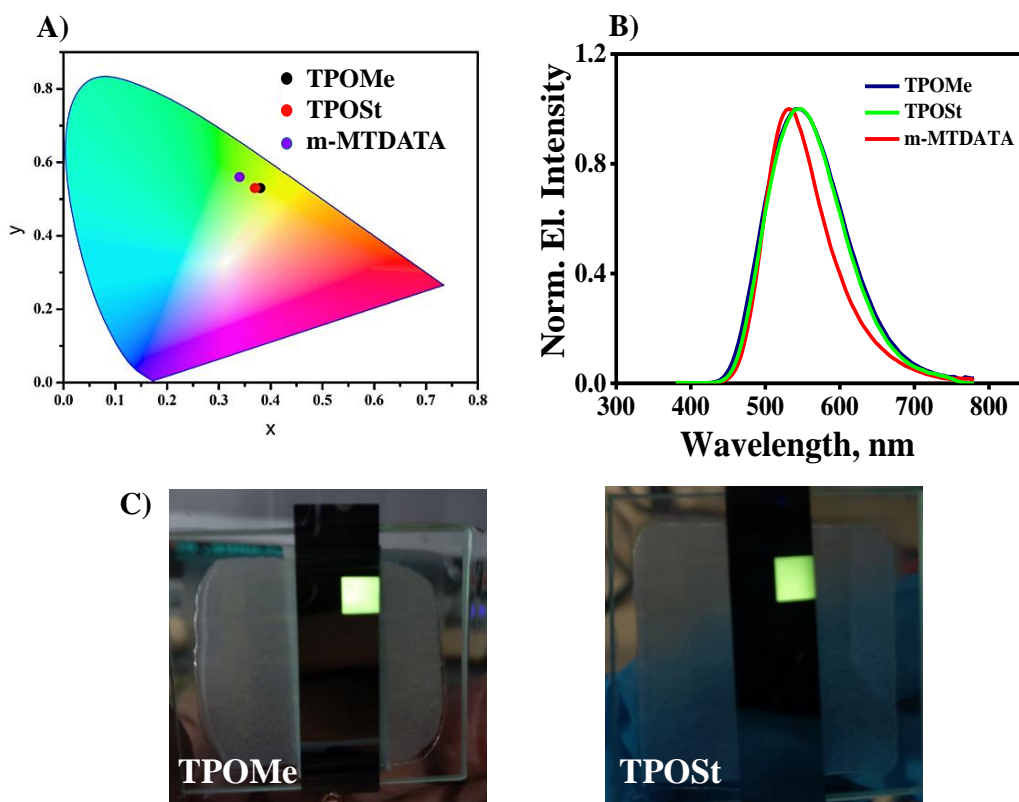 A)
TPOMe
TPOSt
m-MTDATA
y
0.8
0.6
0.4
0.2
0.0
0.0 0.1 0.2 0.3 0.4 0.5 0.6 0.7 0.8
x
B)
Norm. El. Intensity
1.2
0.8
0.4
0.0
TPOMe
TPOSt
m-MTDATA
300 400 500 600 700 800
Wavelength, nm
C)
TPOMe
TPOSt